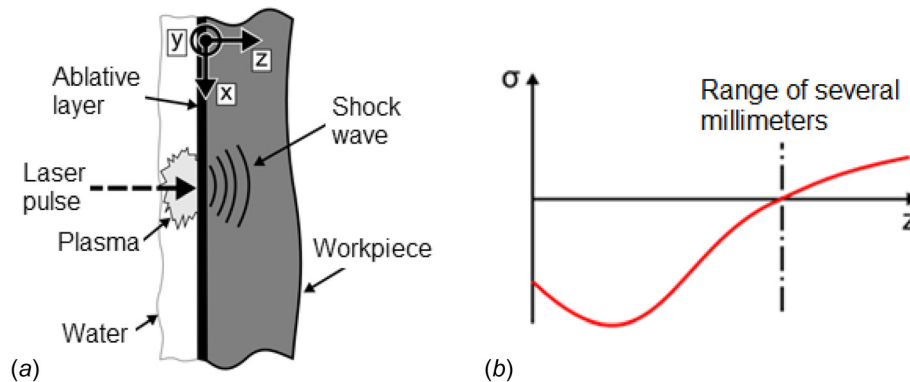 y
z
x
Ablative
layer
Shock
wave
Laser
pulse
Plasma
Workpiece
Water
(a)
σ
Range of several
millimeters
z
(b)